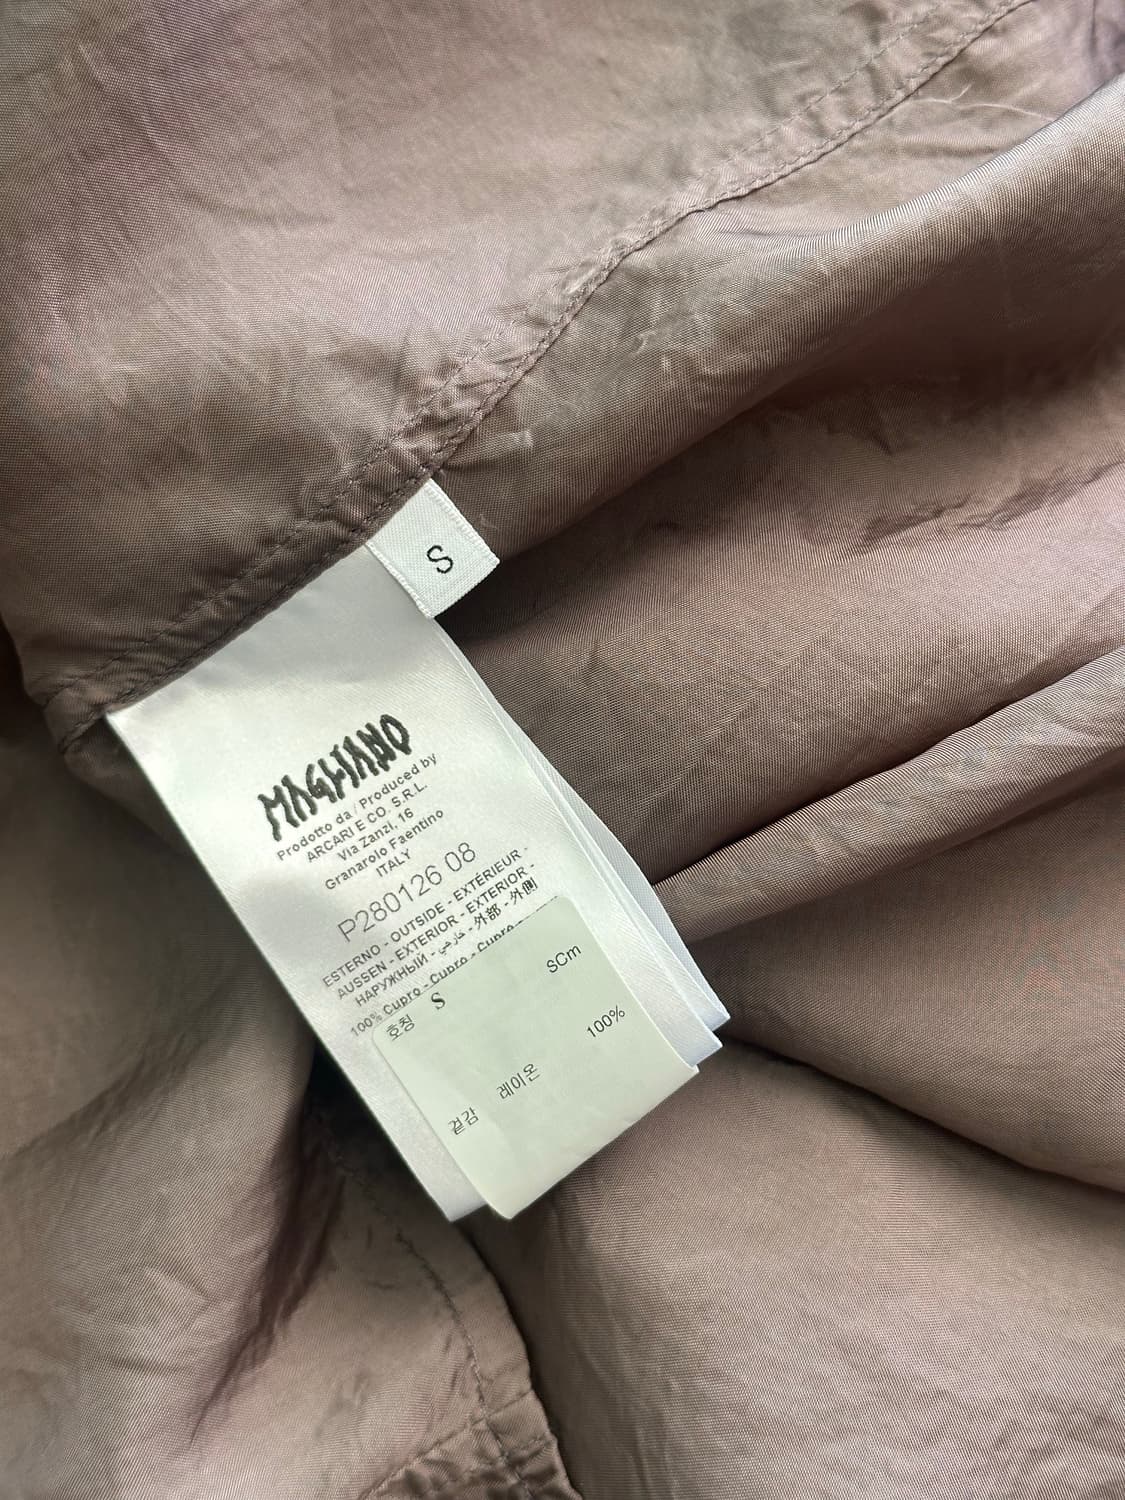 S
MAGLIANO
Prodotto da / Produced by
ARCARI E CO. S.R.L.
Via Zanzi, 16
Granarolo Faentino
ITALY
P280126 08
ESTERNO - OUTSIDE - EXTÉRIEUR -
AUSSEN - EXTERIOR - EXTERIOR -
НАРУЖНЫЙ - خارجي - 外部 - 外側
100% Cupro - Cupro - Cupro
호칭 S SCm
겉감 레이온 100%